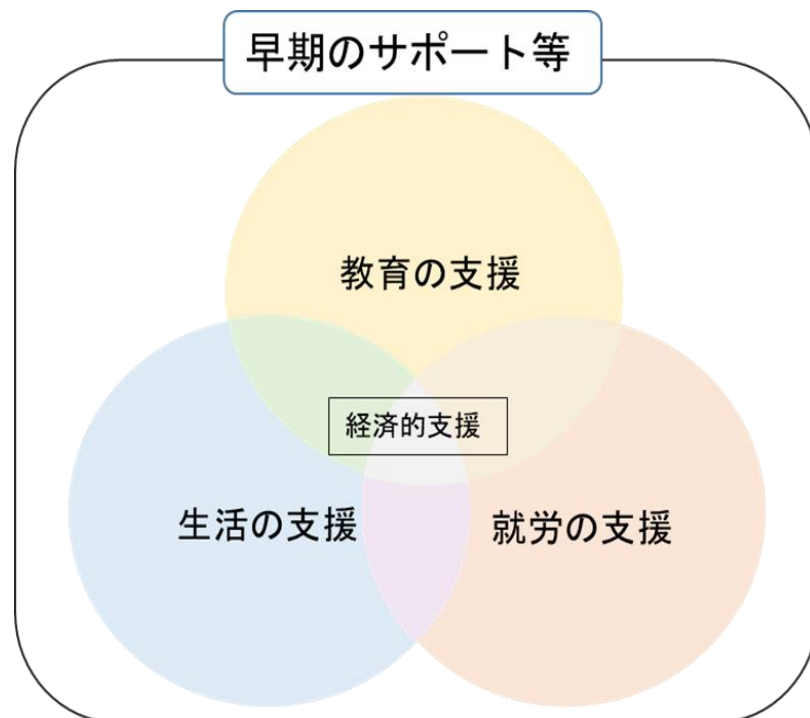 早期のサポート等
教育の支援
経済的支援
生活の支援
就労の支援